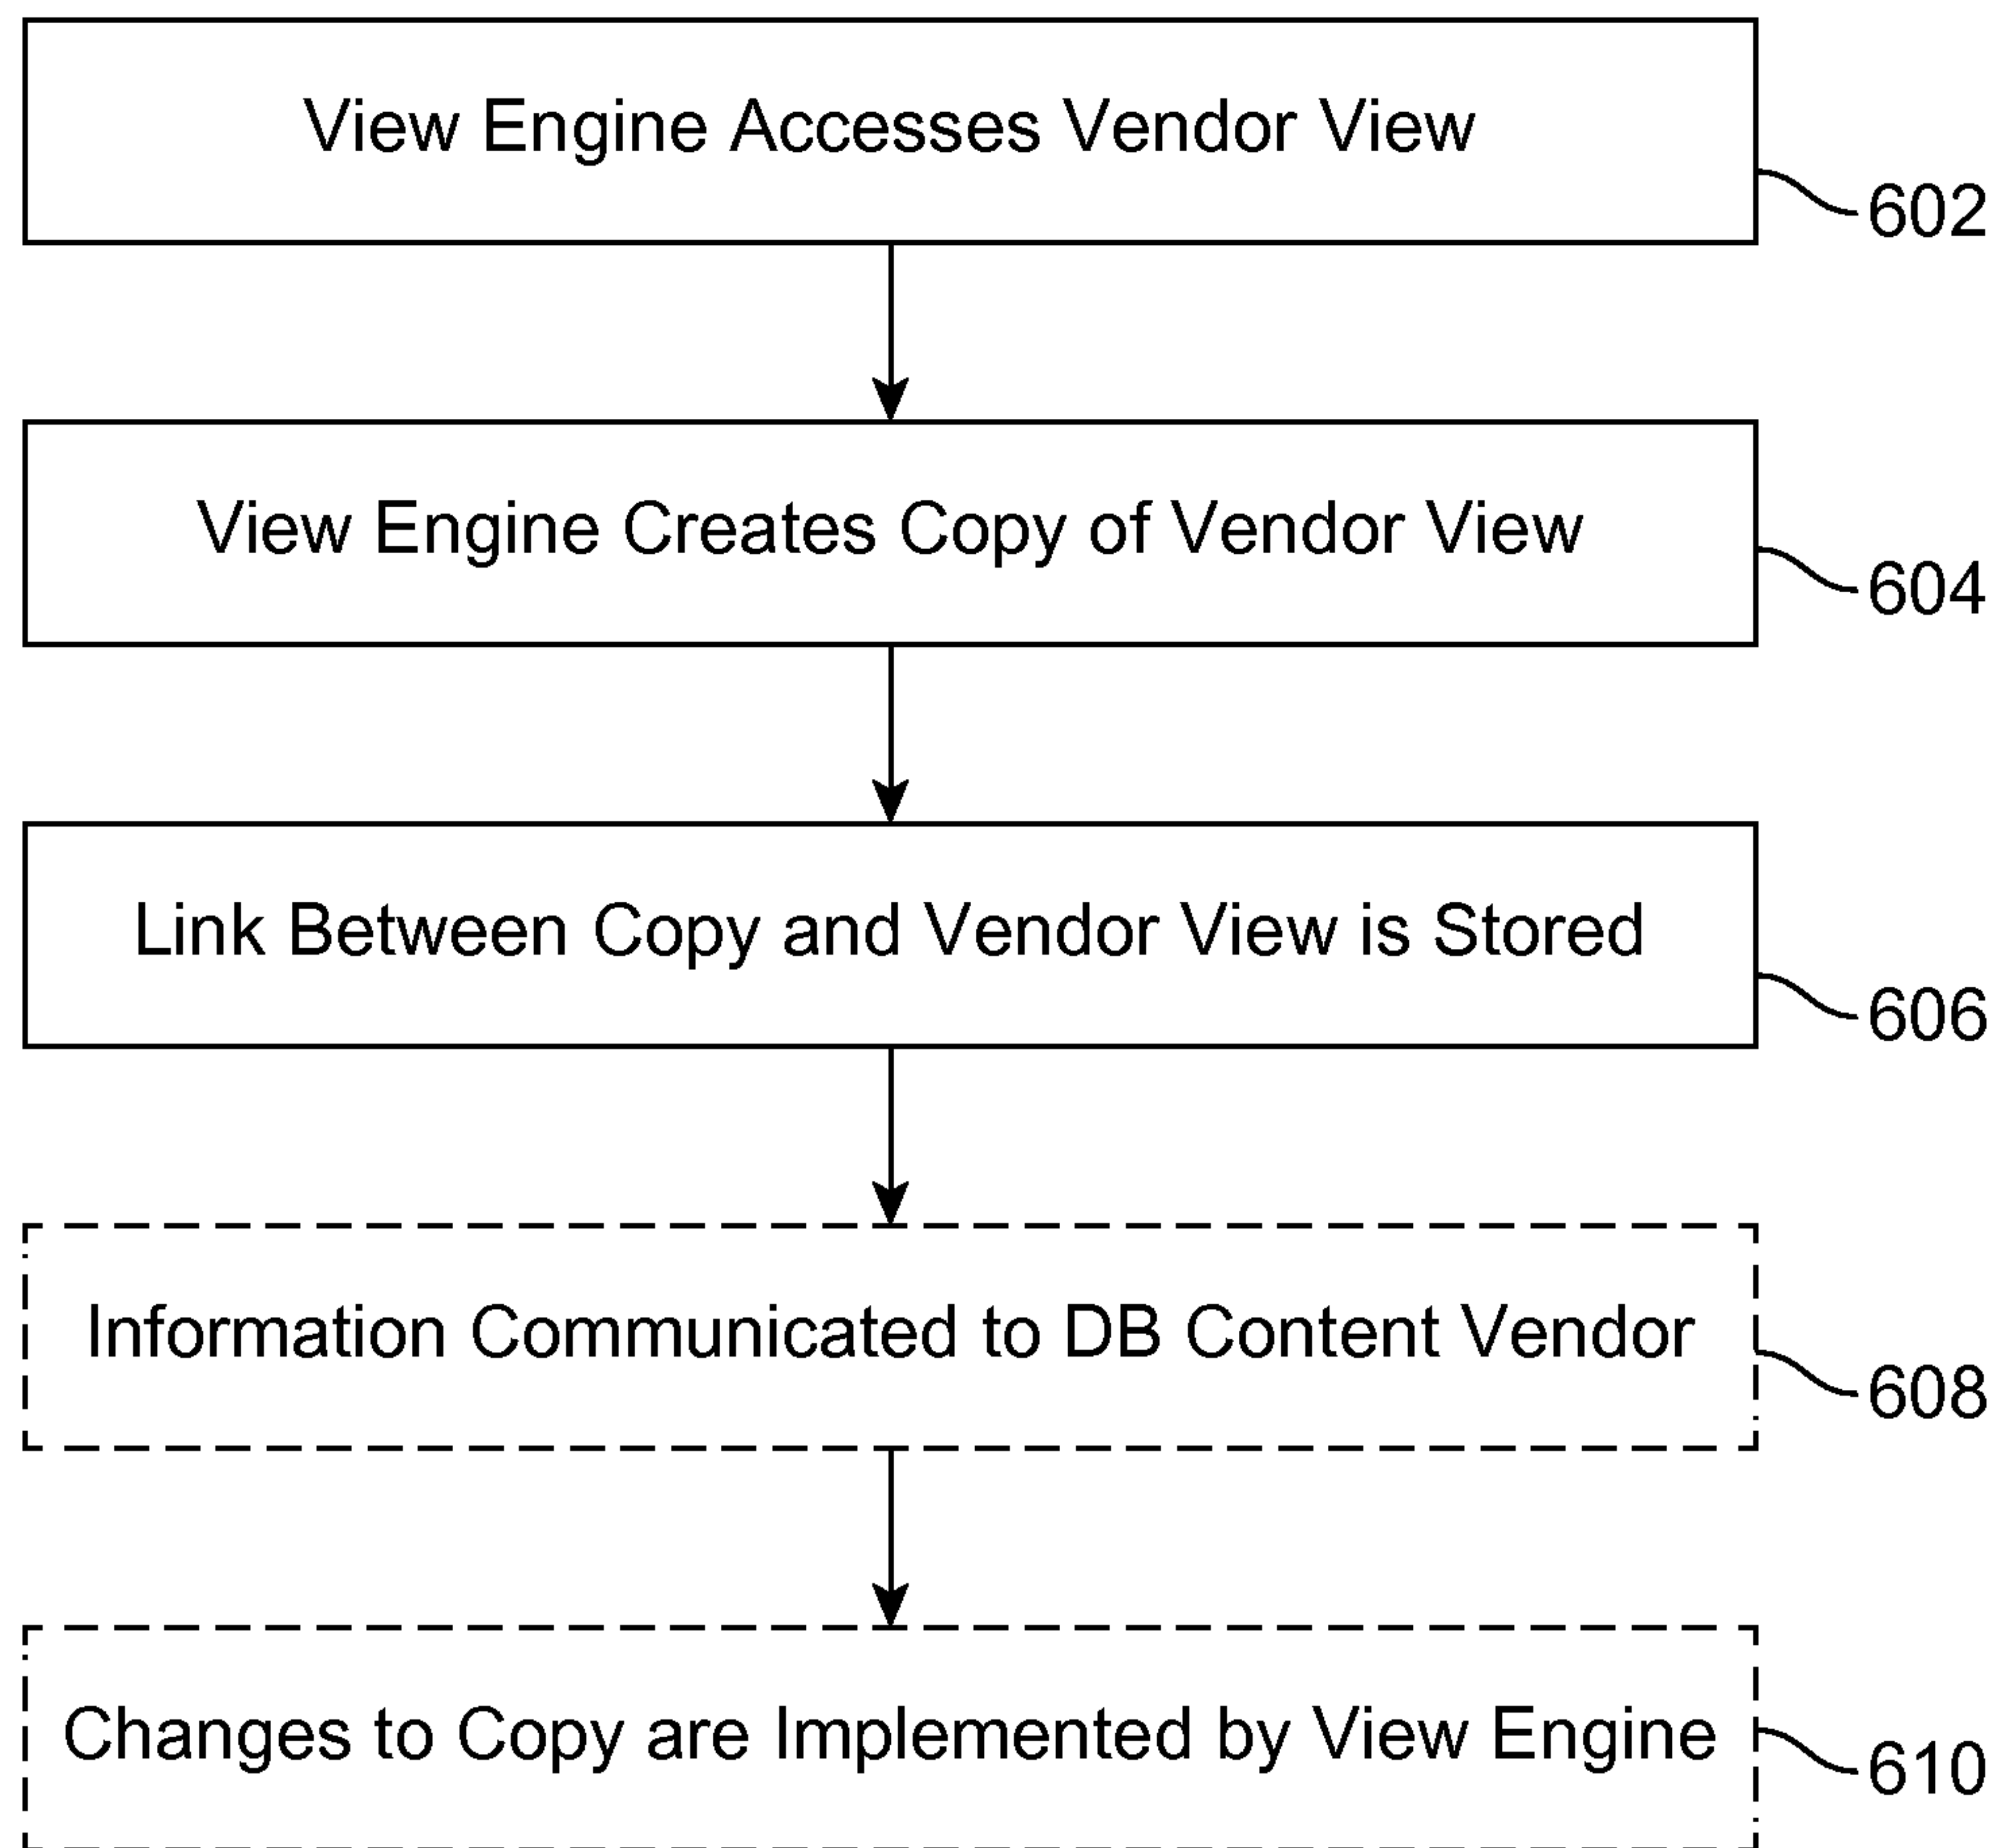 View Engine Accesses Vendor View
602
View Engine Creates Copy of Vendor View
604
Link Between Copy and Vendor View is Stored
606
Information Communicated to DB Content Vendor
608
Changes to Copy are Implemented by View Engine
610